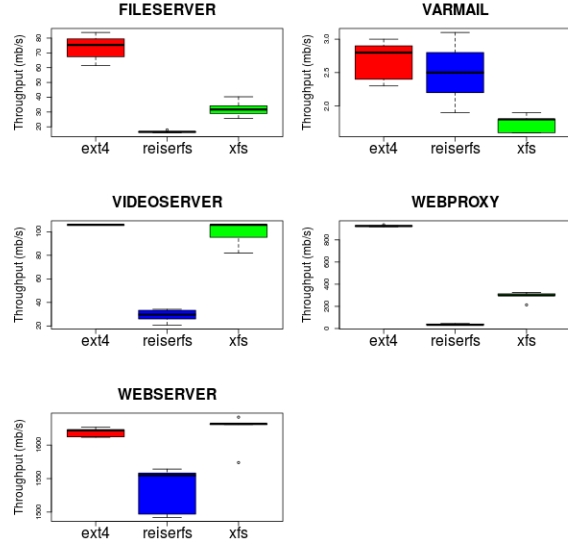 FILESERVER
Throughput (mb/s)
80
70
60
50
40
30
20
ext4 reiserfs xfs
VARMAIL
Throughput (mb/s)
3.0
2.5
2.0
ext4 reiserfs xfs
VIDEOSERVER
Throughput (mb/s)
100
80
60
40
20
ext4 reiserfs xfs
WEBPROXY
Throughput (mb/s)
800
600
400
200
0
ext4 reiserfs xfs
WEBSERVER
Throughput (mb/s)
1600
1550
1500
ext4 reiserfs xfs